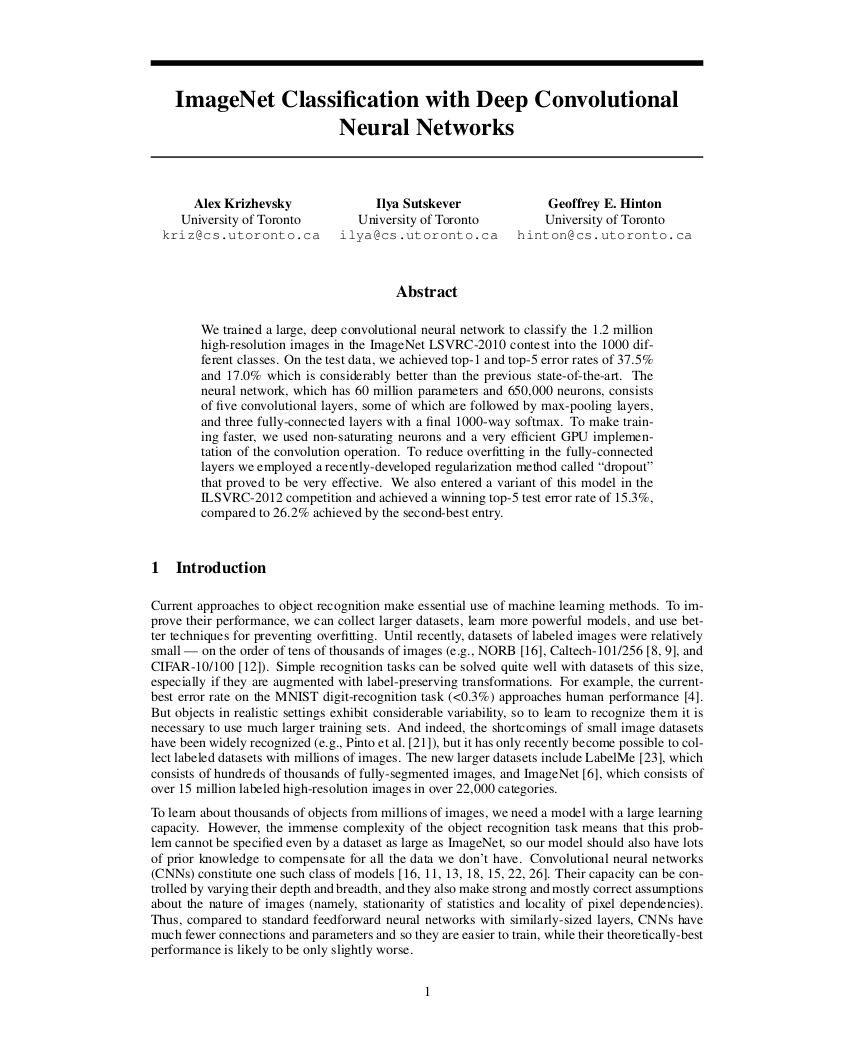 ImageNet Classification with Deep Convolutional
Neural Networks
Alex Krizhevsky
University of Toronto
kriz@cs.utoronto.ca
Ilya Sutskever
University of Toronto
ilya@cs.utoronto.ca
Geoffrey E. Hinton
University of Toronto
hinton@cs.utoronto.ca
Abstract
We trained a large, deep convolutional neural network to classify the 1.2 million
high-resolution images in the ImageNet LSVRC-2010 contest into the 1000 dif-
ferent classes. On the test data, we achieved top-1 and top-5 error rates of 37.5%
and 17.0% which is considerably better than the previous state-of-the-art. The
neural network, which has 60 million parameters and 650,000 neurons, consists
of five convolutional layers, some of which are followed by max-pooling layers,
and three fully-connected layers with a final 1000-way softmax. To make train-
ing faster, we used non-saturating neurons and a very efficient GPU implemen-
tation of the convolution operation. To reduce overfitting in the fully-connected
layers we employed a recently-developed regularization method called “dropout”
that proved to be very effective. We also entered a variant of this model in the
ILSVRC-2012 competition and achieved a winning top-5 test error rate of 15.3%,
compared to 26.2% achieved by the second-best entry.
1 Introduction
Current approaches to object recognition make essential use of machine learning methods. To im-
prove their performance, we can collect larger datasets, learn more powerful models, and use bet-
ter techniques for preventing overfitting. Until recently, datasets of labeled images were relatively
small — on the order of tens of thousands of images (e.g., NORB [16], Caltech-101/256 [8, 9], and
CIFAR-10/100 [12]). Simple recognition tasks can be solved quite well with datasets of this size,
especially if they are augmented with label-preserving transformations. For example, the current-
best error rate on the MNIST digit-recognition task (<0.3%) approaches human performance [4].
But objects in realistic settings exhibit considerable variability, so to learn to recognize them it is
necessary to use much larger training sets. And indeed, the shortcomings of small image datasets
have been widely recognized (e.g., Pinto et al. [21]), but it has only recently become possible to col-
lect labeled datasets with millions of images. The new larger datasets include LabelMe [23], which
consists of hundreds of thousands of fully-segmented images, and ImageNet [6], which consists of
over 15 million labeled high-resolution images in over 22,000 categories.
To learn about thousands of objects from millions of images, we need a model with a large learning
capacity. However, the immense complexity of the object recognition task means that this prob-
lem cannot be specified even by a dataset as large as ImageNet, so our model should also have lots
of prior knowledge to compensate for all the data we don’t have. Convolutional neural networks
(CNNs) constitute one such class of models [16, 11, 13, 18, 15, 22, 26]. Their capacity can be con-
trolled by varying their depth and breadth, and they also make strong and mostly correct assumptions
about the nature of images (namely, stationarity of statistics and locality of pixel dependencies).
Thus, compared to standard feedforward neural networks with similarly-sized layers, CNNs have
much fewer connections and parameters and so they are easier to train, while their theoretically-best
performance is likely to be only slightly worse.
1